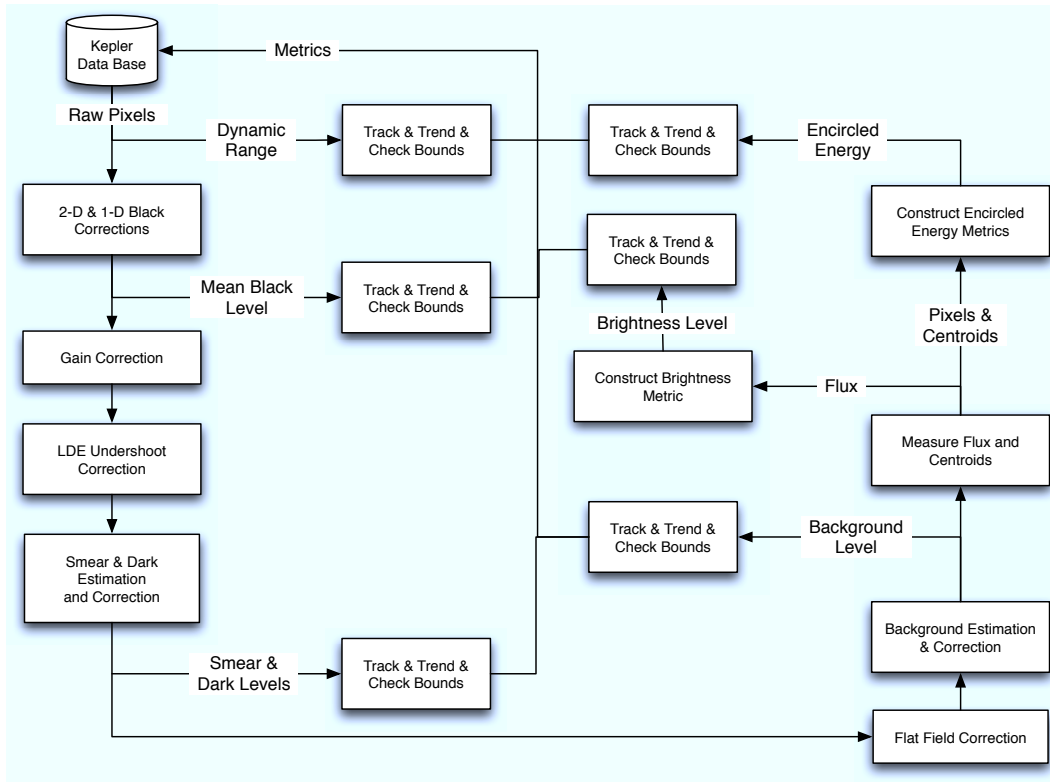 Kepler
Data Base
Metrics
Raw Pixels
Dynamic
Range
Track & Trend &
Check Bounds
Track & Trend &
Check Bounds
Encircled
Energy
2-D & 1-D Black
Corrections
Construct Encircled
Energy Metrics
Track & Trend &
Check Bounds
Mean Black
Level
Track & Trend &
Check Bounds
Brightness Level
Pixels &
Centroids
Gain Correction
Construct Brightness
Metric
Flux
LDE Undershoot
Correction
Measure Flux and
Centroids
Smear & Dark
Estimation
and Correction
Track & Trend &
Check Bounds
Background
Level
Background Estimation
& Correction
Smear &
Dark Levels
Track & Trend &
Check Bounds
Flat Field Correction